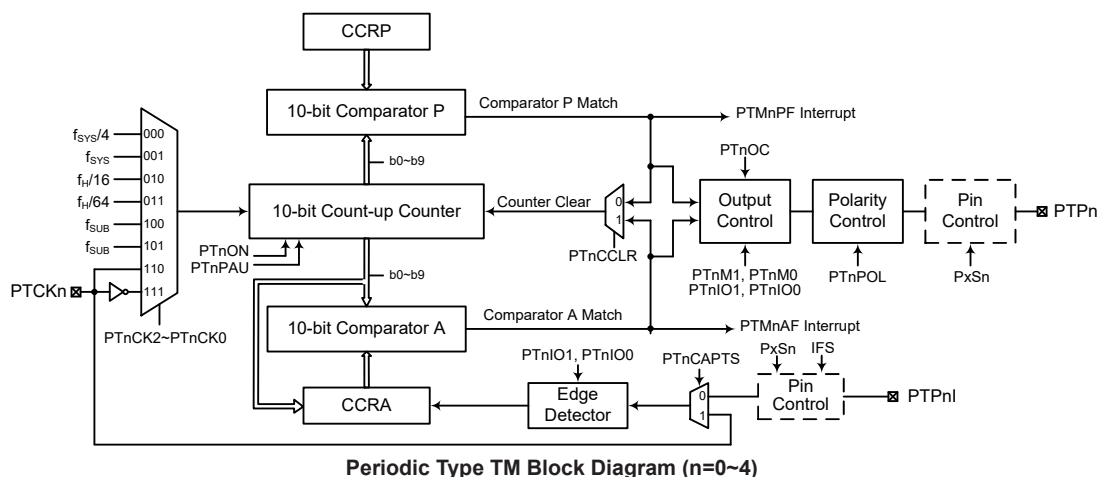 CCRP
10-bit Comparator P
Comparator P Match
PTMnPF Interrupt
b0~b9
fSYS/4
000
fSYS
001
fH/16
010
fH/64
011
fSUB
100
fSUB
101
110
111
PTCKn
PTnCK2~PTnCK0
10-bit Count-up Counter
PTnON
PTnPAU
Counter Clear
0
1
PTnCCLR
PTnOC
Output
Control
PTnM1, PTnM0
PTnIO1, PTnIO0
Polarity
Control
PTnPOL
Pin
Control
PxSn
PTPn
b0~b9
10-bit Comparator A
Comparator A Match
PTMnAF Interrupt
CCRA
PTnIO1, PTnIO0
Edge
Detector
PTnCAPTS
0
1
PxSn
IFS
Pin
Control
PTPnI
Periodic Type TM Block Diagram (n=0~4)